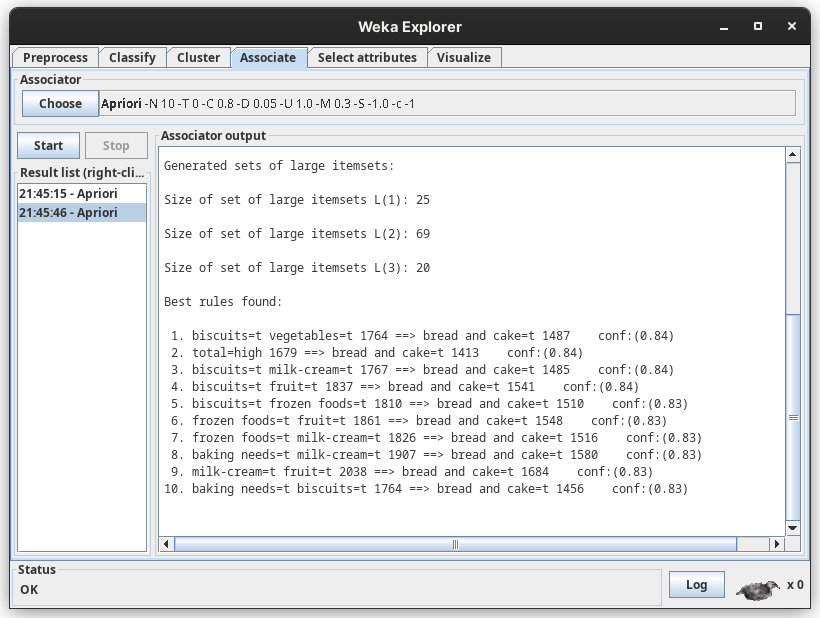 Weka Explorer
Preprocess Classify Cluster Associate Select attributes Visualize
Associator
Choose Apriori -N 10 -T 0 -C 0.8 -D 0.05 -U 1.0 -M 0.3 -S -1.0 -c -1
Start Stop
Result list (right-cli...
21:45:15 - Apriori
21:45:46 - Apriori
Associator output
Generated sets of large itemsets:
Size of set of large itemsets L(1): 25
Size of set of large itemsets L(2): 69
Size of set of large itemsets L(3): 20
Best rules found:
1. biscuits=t vegetables=t 1764 ==> bread and cake=t 1487 conf:(0.84)
2. total=high 1679 ==> bread and cake=t 1413 conf:(0.84)
3. biscuits=t milk-cream=t 1767 ==> bread and cake=t 1485 conf:(0.84)
4. biscuits=t fruit=t 1837 ==> bread and cake=t 1541 conf:(0.84)
5. biscuits=t frozen foods=t 1810 ==> bread and cake=t 1510 conf:(0.83)
6. frozen foods=t fruit=t 1861 ==> bread and cake=t 1548 conf:(0.83)
7. frozen foods=t milk-cream=t 1826 ==> bread and cake=t 1516 conf:(0.83)
8. baking needs=t milk-cream=t 1907 ==> bread and cake=t 1580 conf:(0.83)
9. milk-cream=t fruit=t 2038 ==> bread and cake=t 1684 conf:(0.83)
10. baking needs=t biscuits=t 1764 ==> bread and cake=t 1456 conf:(0.83)
Status
OK
Log
x 0